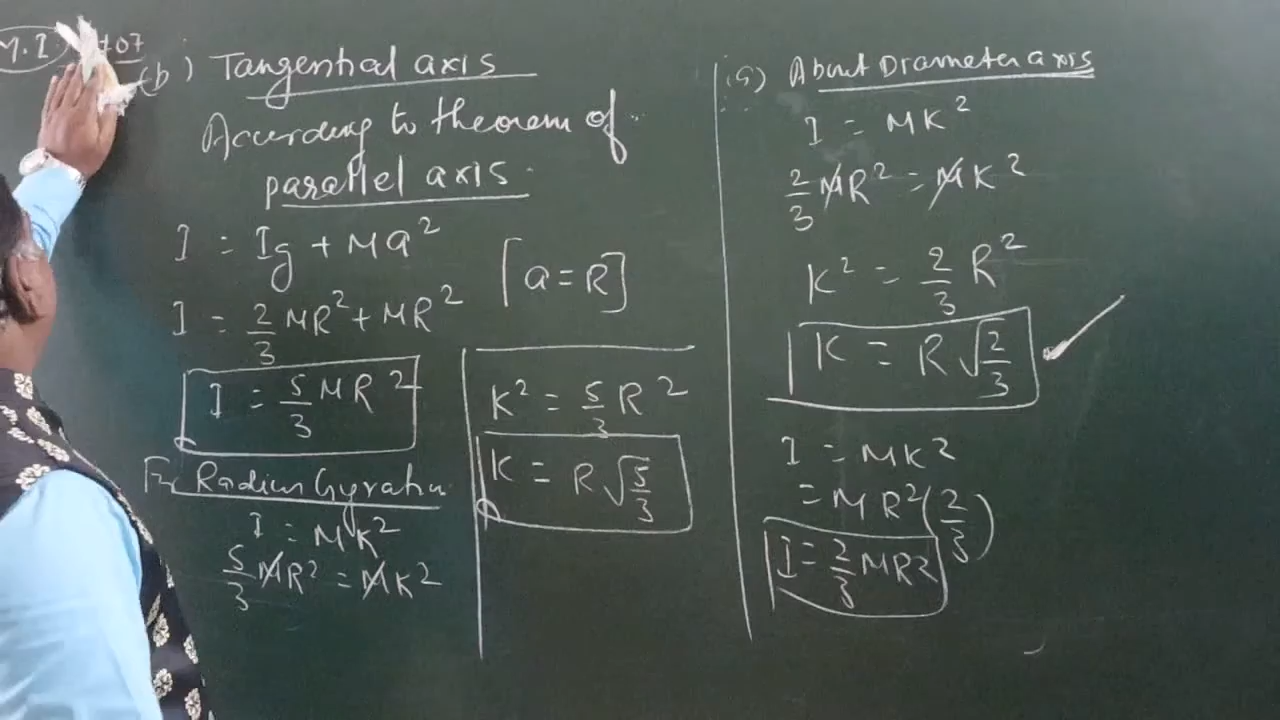 M.I
07
(b) Tangential axis
According to theorem of
parallel axis.
I = Ig + Ma²
[a = R]
I = 2/3 MR² + MR²
I = 5/3 MR²
Radius Gyration
I = MK²
5/3 MR² = MK²
K² = 5/3 R²
K = R√5/3
(a) About Diameter axis
I = MK²
2/3 MR² = MK²
K² = 2/3 R²
K = R√2/3
I = MK²
= MR² (2/3)
I = 2/3 MR²